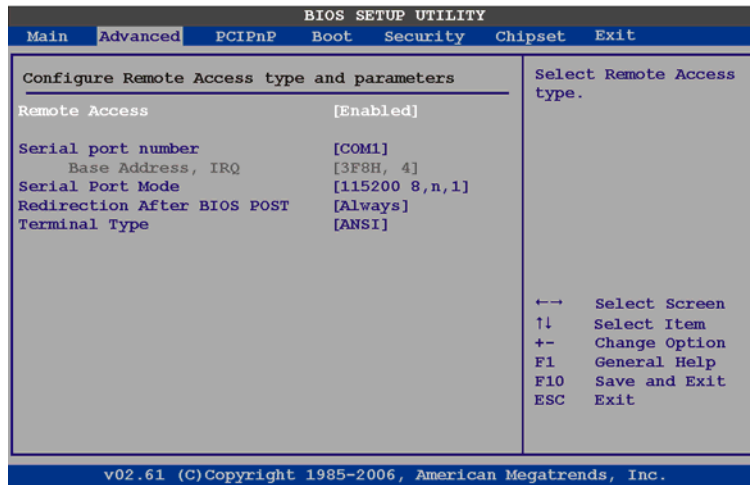 BIOS SETUP UTILITY
Main Advanced PCIPnP Boot Security Chipset Exit
Configure Remote Access type and parameters
Remote Access [Enabled]
Serial port number [COM1]
Base Address, IRQ [3F8H, 4]
Serial Port Mode [115200 8,n,1]
Redirection After BIOS POST [Always]
Terminal Type [ANSI]
Select Remote Access
type.
←→ Select Screen
↑↓ Select Item
+- Change Option
F1 General Help
F10 Save and Exit
ESC Exit
v02.61 (C)Copyright 1985-2006, American Megatrends, Inc.